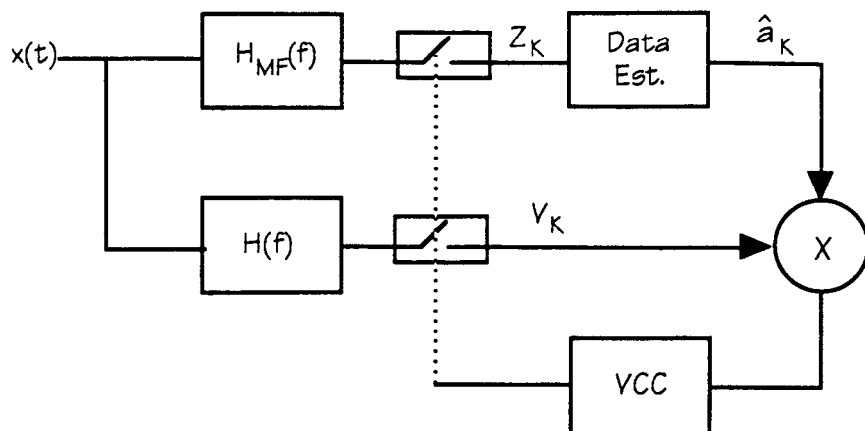 x(t)
H_MF(f)
Z_K
Data
Est.
â_K
H(f)
V_K
X
VCC